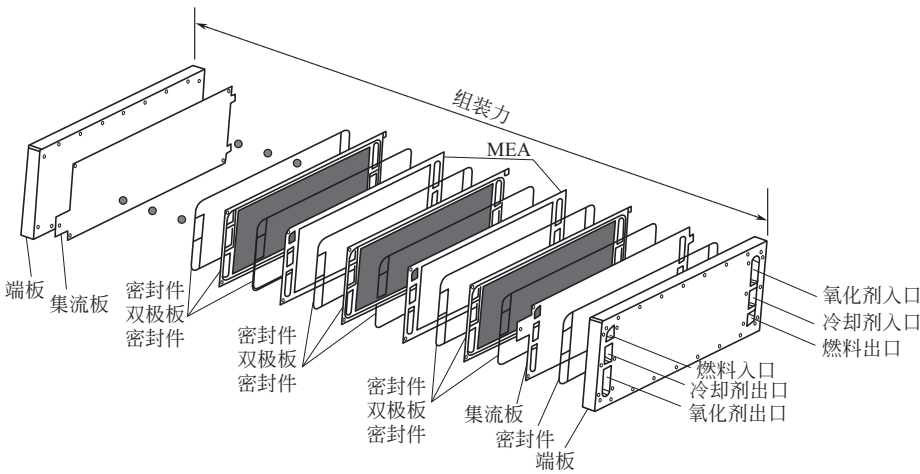 组装力
MEA
端板
集流板
密封件
双极板
密封件
密封件
双极板
密封件
密封件
双极板
密封件
集流板
密封件
端板
氧化剂入口
冷却剂入口
燃料出口
燃料入口
冷却剂出口
氧化剂出口